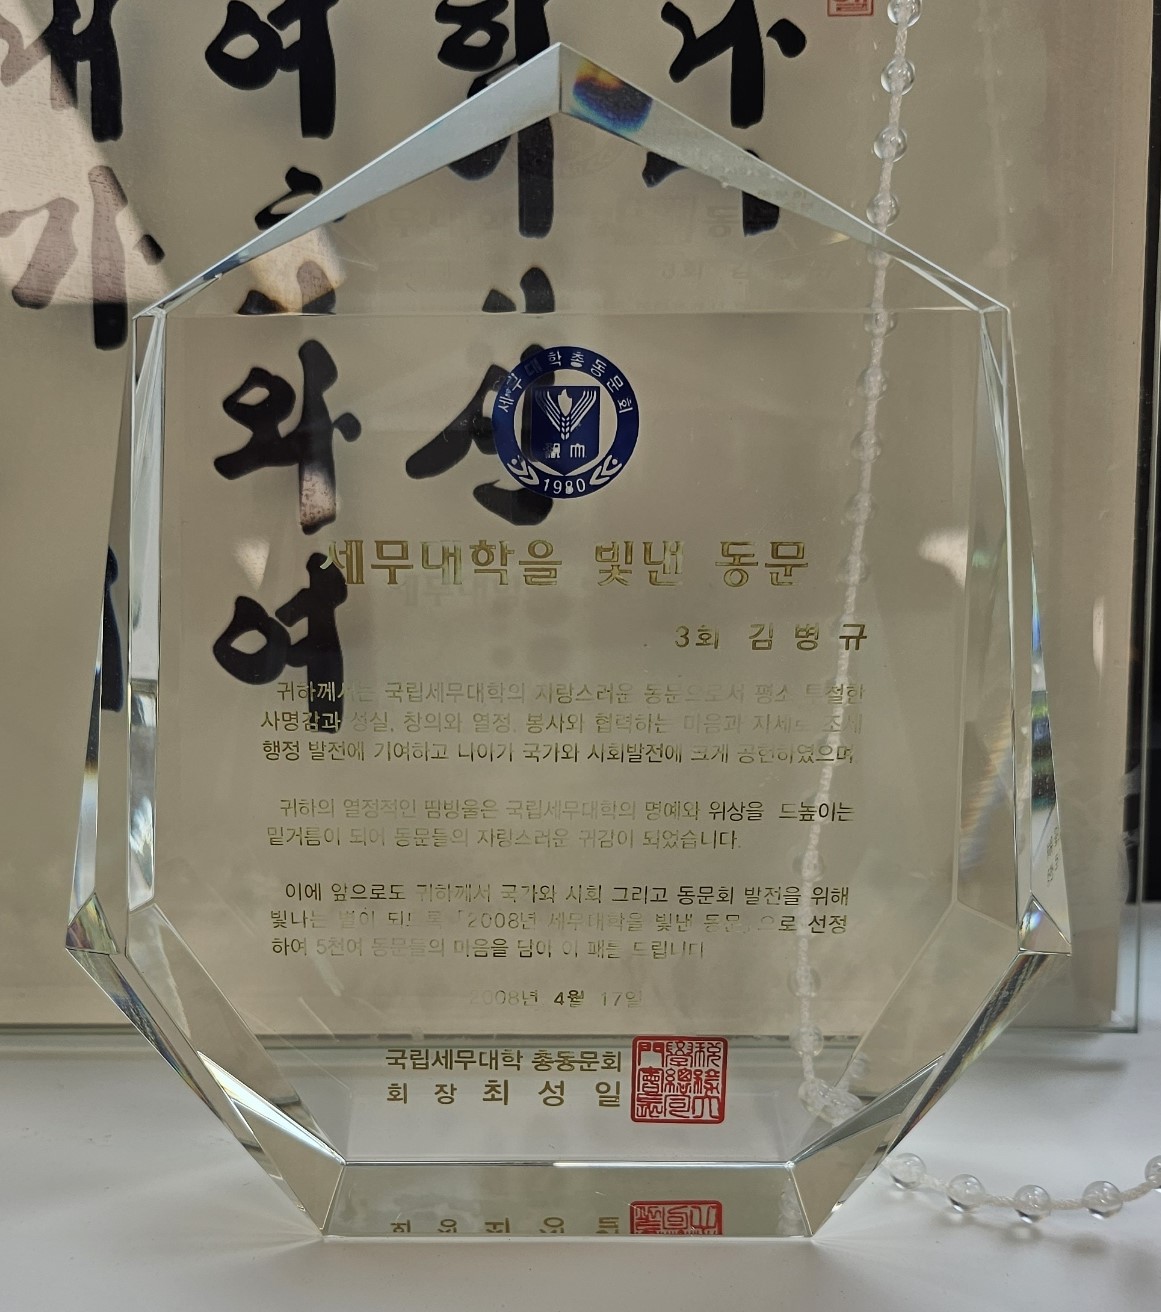 세무대학총동문회
1980
세무대학을 빛낸 동문
3회 김병규
귀하께서는 국립세무대학의 자랑스러운 동문으로서 평소 투철한
사명감과 성실, 창의와 열정, 봉사와 협력하는 마음과 자세로 조세
행정 발전에 기여하고 나아가 국가와 사회발전에 크게 공헌하였으며,
귀하의 열정적인 땀방울은 국립세무대학의 명예와 위상을 드높이는
밑거름이 되어 동문들의 자랑스러운 귀감이 되었습니다.
이에 앞으로도 귀하께서 국가와 사회 그리고 동문회 발전을 위해
빛나는 별이 되도록 「2008년 세무대학을 빛낸 동문」으로 선정
하여 5천여 동문들의 마음을 담아 이 패를 드립니다
2008년 4월 17일
국립세무대학 총동문회
회 장 최 성 일